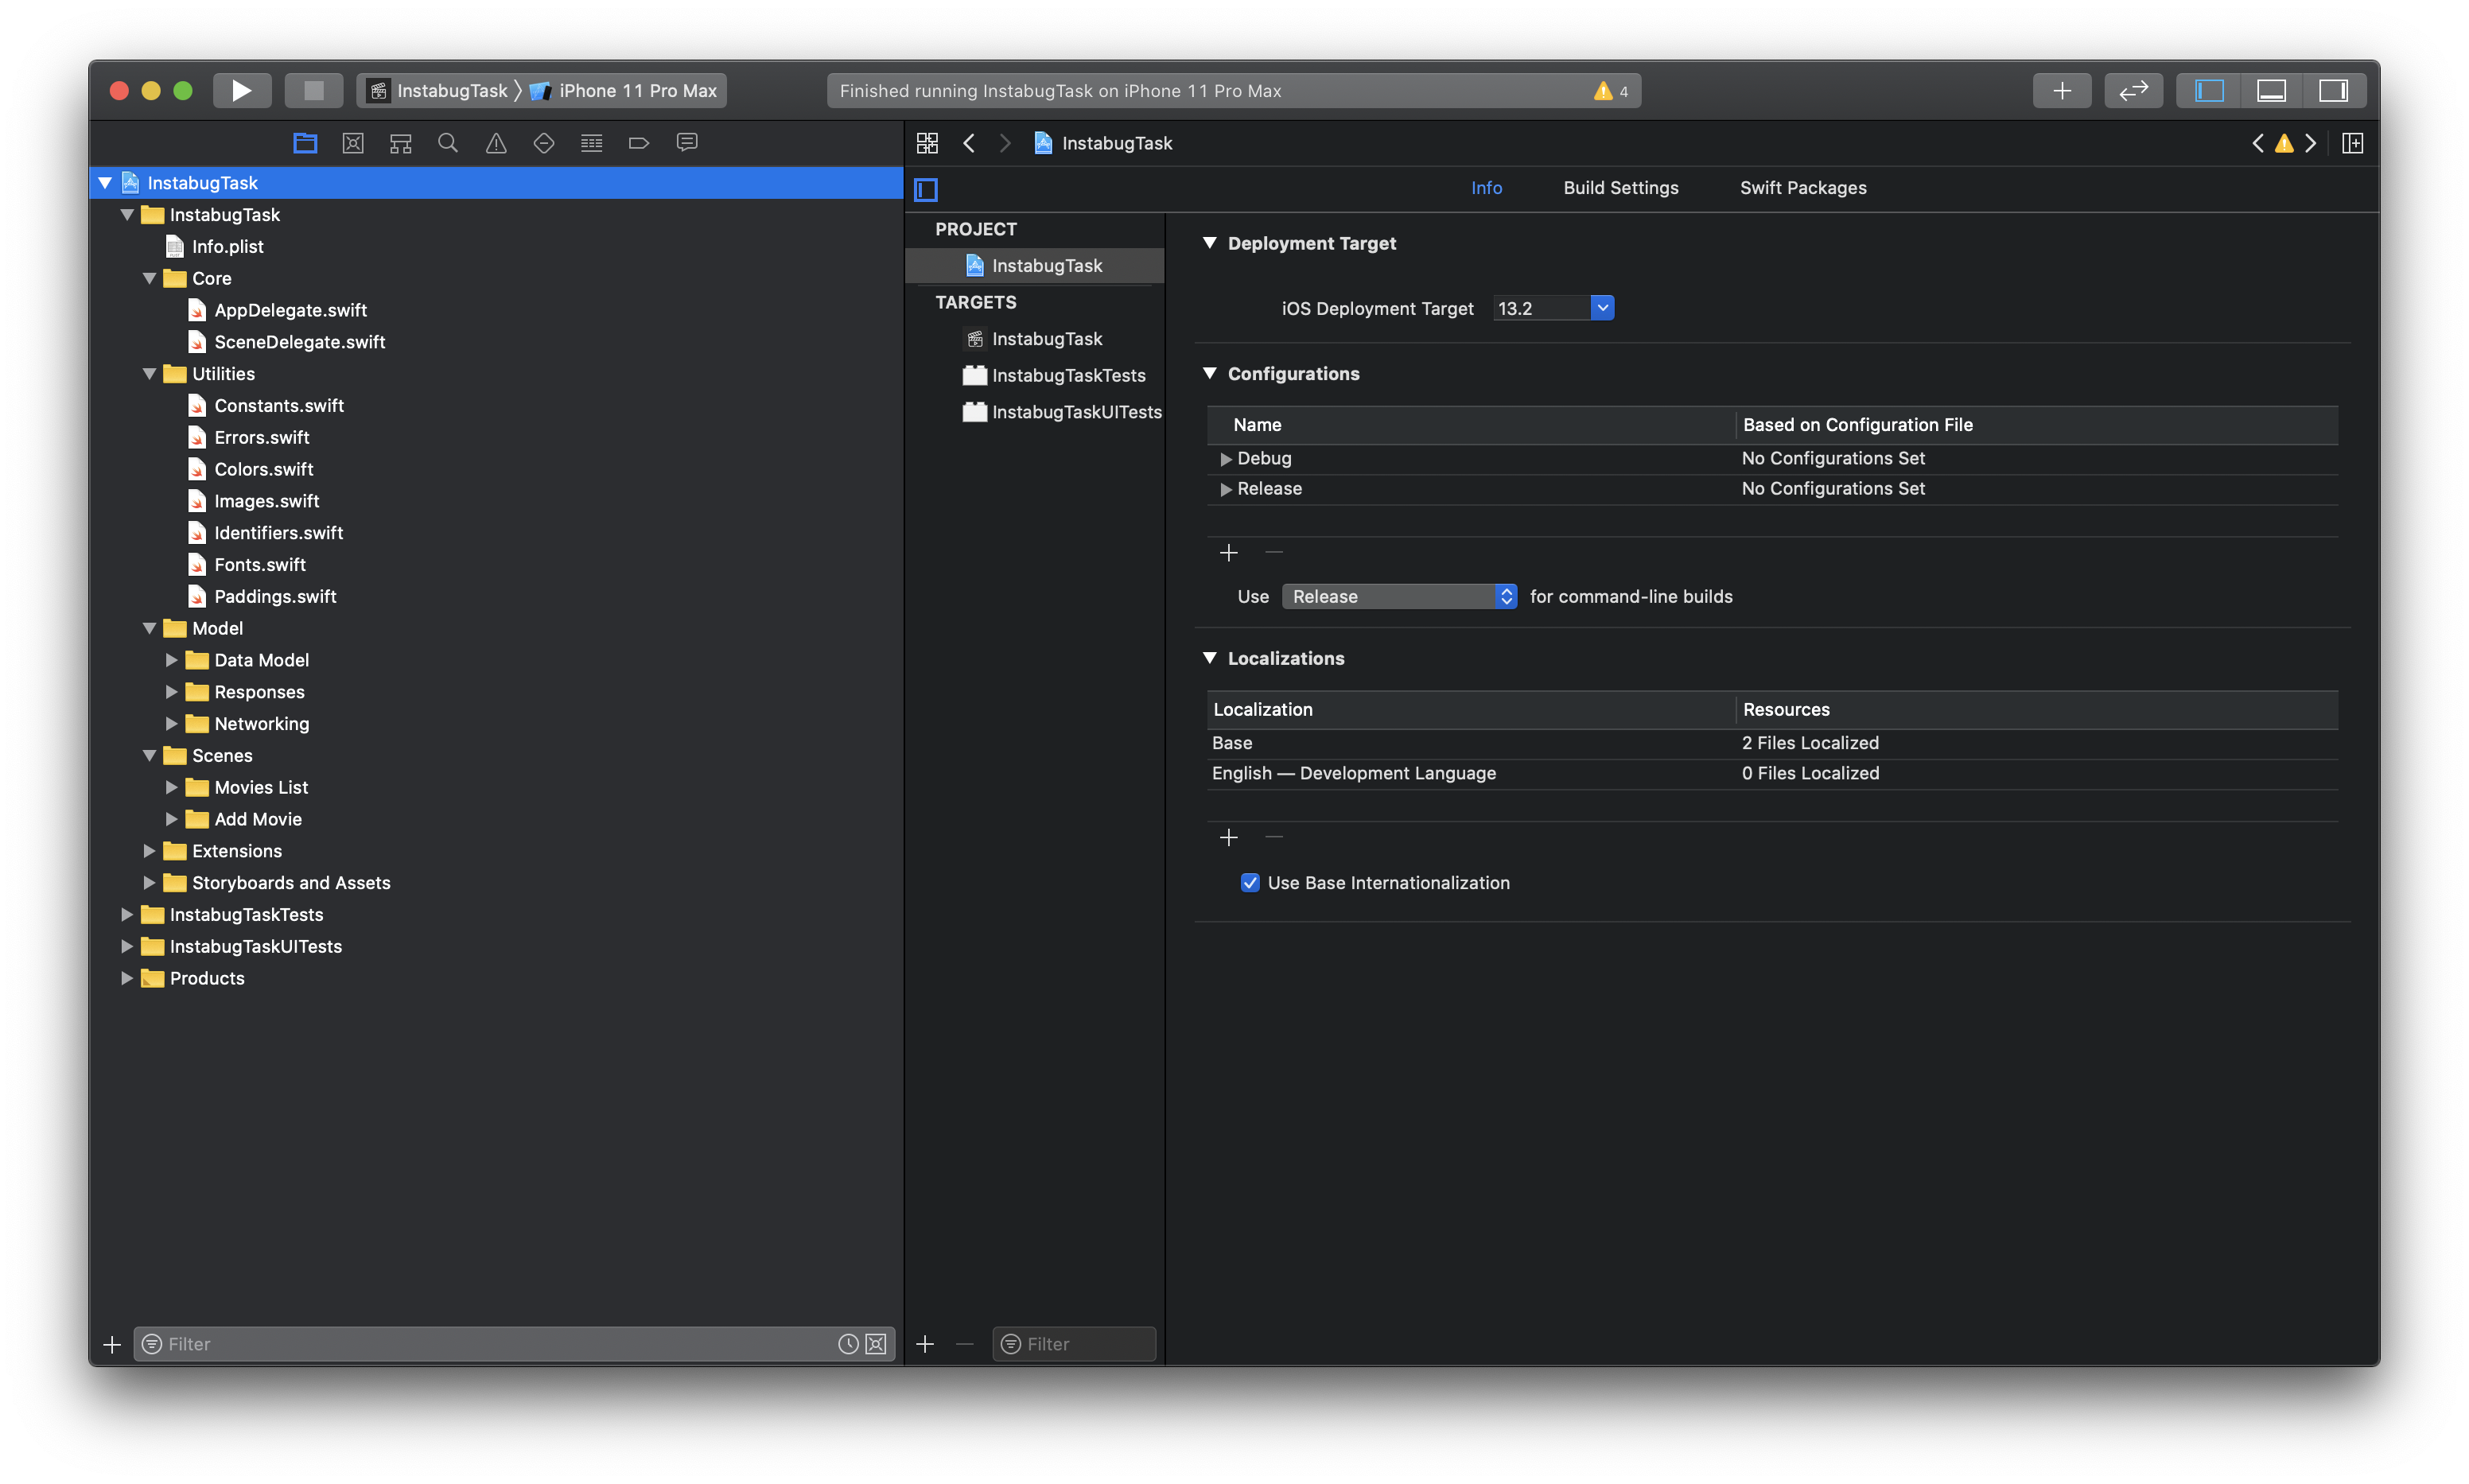 InstabugTask
iPhone 11 Pro Max
Finished running InstabugTask on iPhone 11 Pro Max
4
InstabugTask
InstabugTask
Info.plist
Core
AppDelegate.swift
SceneDelegate.swift
Utilities
Constants.swift
Errors.swift
Colors.swift
Images.swift
Identifiers.swift
Fonts.swift
Paddings.swift
Model
Data Model
Responses
Networking
Scenes
Movies List
Add Movie
Extensions
Storyboards and Assets
InstabugTaskTests
InstabugTaskUITests
Products
Filter
InstabugTask
Info
Build Settings
Swift Packages
PROJECT
InstabugTask
TARGETS
InstabugTask
InstabugTaskTests
InstabugTaskUITests
Filter
Deployment Target
iOS Deployment Target 13.2
Configurations
Name Based on Configuration File
Debug No Configurations Set
Release No Configurations Set
Use Release for command-line builds
Localizations
Localization Resources
Base 2 Files Localized
English — Development Language 0 Files Localized
Use Base Internationalization